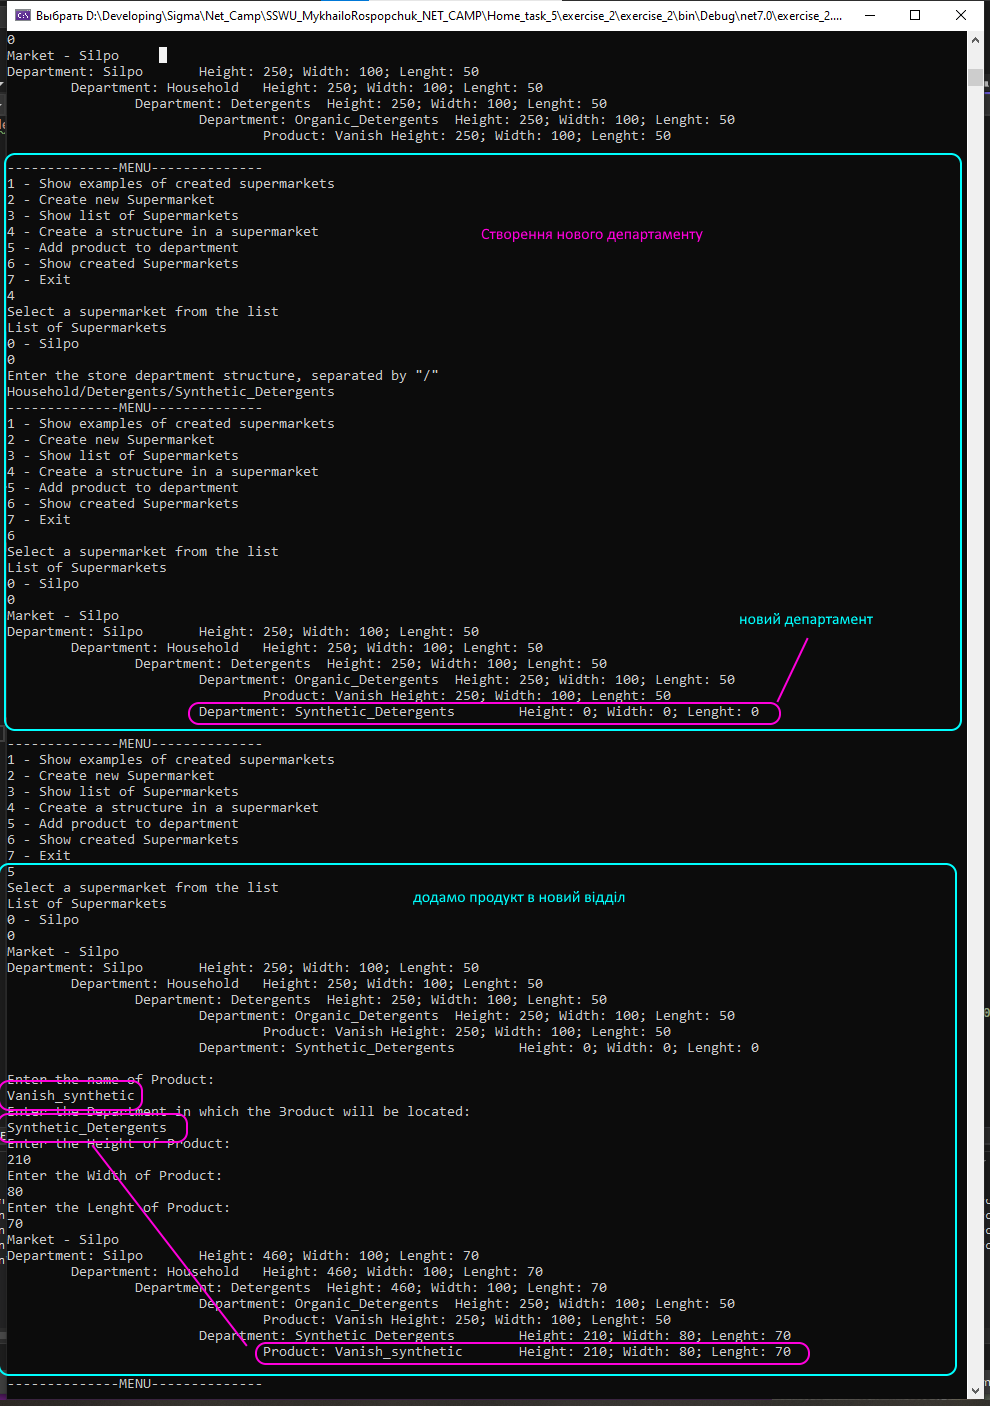 Выбрать D:\Developing\Sigma\Net_Camp\SSWU_MykhailoRospopchuk_NET_CAMP\Home_task_5\exercise_2\exercise_2\bin\Debug\net7.0\exercise_2....
0
Market - Silpo
Department: Silpo Height: 250; Width: 100; Lenght: 50
Department: Household Height: 250; Width: 100; Lenght: 50
Department: Detergents Height: 250; Width: 100; Lenght: 50
Department: Organic_Detergents Height: 250; Width: 100; Lenght: 50
Product: Vanish Height: 250; Width: 100; Lenght: 50
--------------MENU--------------
1 - Show examples of created supermarkets
2 - Create new Supermarket
3 - Show list of Supermarkets
4 - Create a structure in a supermarket
Створення нового департаменту
5 - Add product to department
6 - Show created Supermarkets
7 - Exit
4
Select a supermarket from the list
List of Supermarkets
0 - Silpo
0
Enter the store department structure, separated by "/"
Household/Detergents/Synthetic_Detergents
--------------MENU--------------
1 - Show examples of created supermarkets
2 - Create new Supermarket
3 - Show list of Supermarkets
4 - Create a structure in a supermarket
5 - Add product to department
6 - Show created Supermarkets
7 - Exit
6
Select a supermarket from the list
List of Supermarkets
0 - Silpo
0
Market - Silpo
новий департамент
Department: Silpo Height: 250; Width: 100; Lenght: 50
Department: Household Height: 250; Width: 100; Lenght: 50
Department: Detergents Height: 250; Width: 100; Lenght: 50
Department: Organic_Detergents Height: 250; Width: 100; Lenght: 50
Product: Vanish Height: 250; Width: 100; Lenght: 50
Department: Synthetic_Detergents Height: 0; Width: 0; Lenght: 0
--------------MENU--------------
1 - Show examples of created supermarkets
2 - Create new Supermarket
3 - Show list of Supermarkets
4 - Create a structure in a supermarket
5 - Add product to department
6 - Show created Supermarkets
7 - Exit
5
Select a supermarket from the list
додамо продукт в новий відділ
List of Supermarkets
0 - Silpo
0
Market - Silpo
Department: Silpo Height: 250; Width: 100; Lenght: 50
Department: Household Height: 250; Width: 100; Lenght: 50
Department: Detergents Height: 250; Width: 100; Lenght: 50
Department: Organic_Detergents Height: 250; Width: 100; Lenght: 50
Product: Vanish Height: 250; Width: 100; Lenght: 50
Department: Synthetic_Detergents Height: 0; Width: 0; Lenght: 0
Enter the name of Product:
Vanish_synthetic
Enter the Department in which the 3roduct will be located:
Synthetic_Detergents
Enter the Height of Product:
210
Enter the Width of Product:
80
Enter the Lenght of Product:
70
Market - Silpo
Department: Silpo Height: 460; Width: 100; Lenght: 70
Department: Household Height: 460; Width: 100; Lenght: 70
Department: Detergents Height: 460; Width: 100; Lenght: 70
Department: Organic_Detergents Height: 250; Width: 100; Lenght: 50
Product: Vanish Height: 250; Width: 100; Lenght: 50
Department: Synthetic_Detergents Height: 210; Width: 80; Lenght: 70
Product: Vanish_synthetic Height: 210; Width: 80; Lenght: 70
--------------MENU--------------